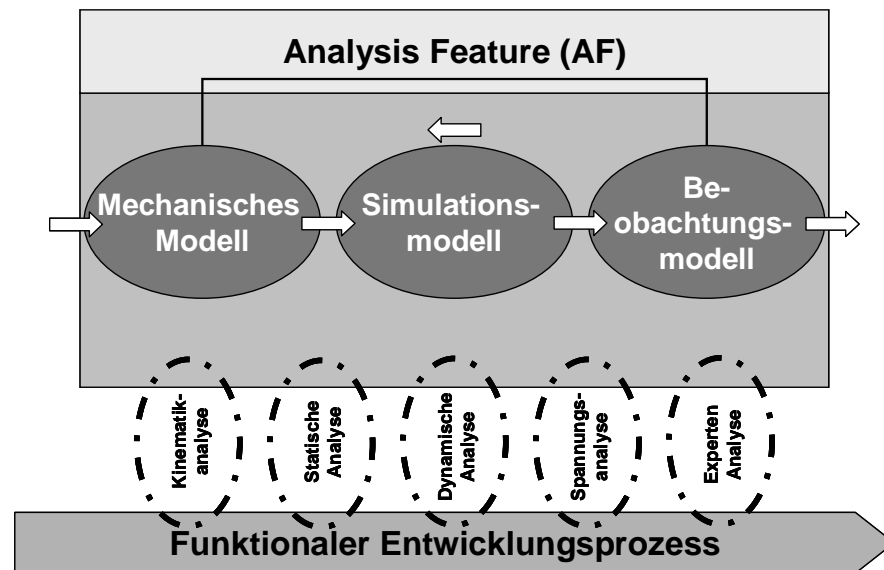 Analysis Feature (AF)
Mechanisches
Modell
Simulations-
modell
Be-
obachtungs-
modell
Kinematik-
analyse
Statische
Analyse
Dynamische
Analyse
Spannungs-
analyse
Experten
Analyse
Funktionaler Entwicklungsprozess